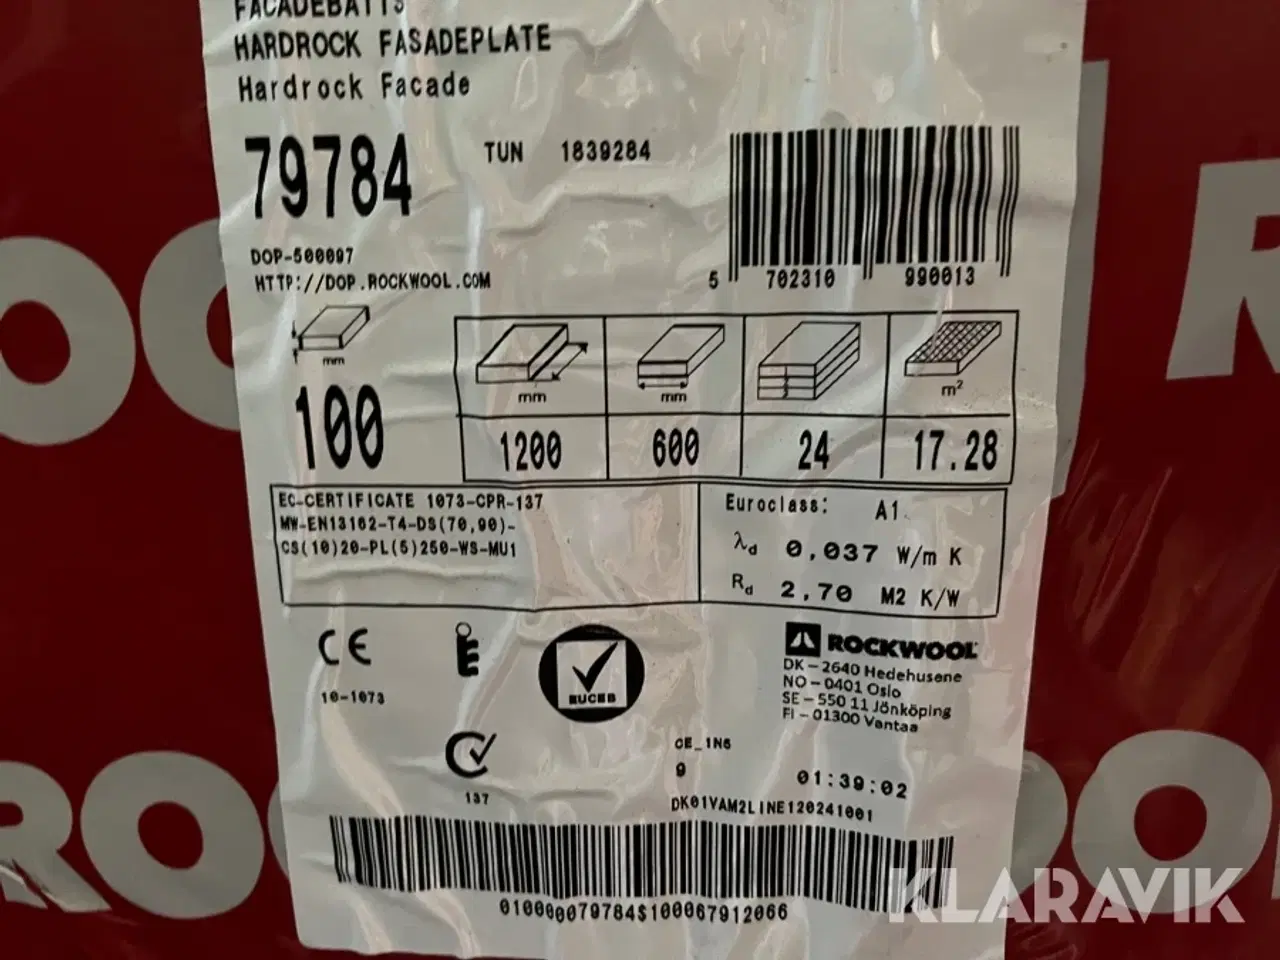 FACADEBATTS
HARDROCK FASADEPLATE
Hardrock Facade
79784 TUN 1839284
DOP-500097
HTTP://DOP.ROCKWOOL.COM
5 702310 990013
mm mm mm m²
100 1200 600 24 17.28
EC-CERTIFICATE 1073-CPR-137
MW-EN13162-T4-DS(70,90)-
CS(10)20-PL(5)250-WS-MU1
Euroclass: A1
λd 0,037 W/m K
Rd 2,70 M2 K/W
CE
10-1073
EUCEB
137
ROCKWOOL
DK – 2640 Hedehusene
NO – 0401 Oslo
SE – 550 11 Jönköping
FI – 01300 Vantaa
CE_1N6
9 01:39:02
DK01VAM2LINE120241001
010000079784$100067912066
KLARAVIK